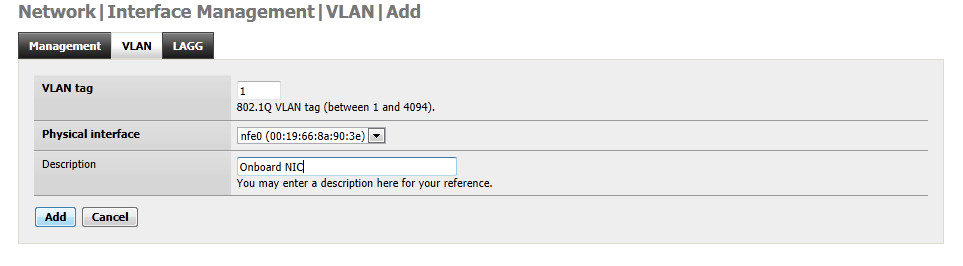 Network|Interface Management|VLAN|Add
Management VLAN LAGG
VLAN tag
1
802.1Q VLAN tag (between 1 and 4094).
Physical interface
nfe0 (00:19:66:8a:90:3e)
Description
Onboard NIC
You may enter a description here for your reference.
Add Cancel